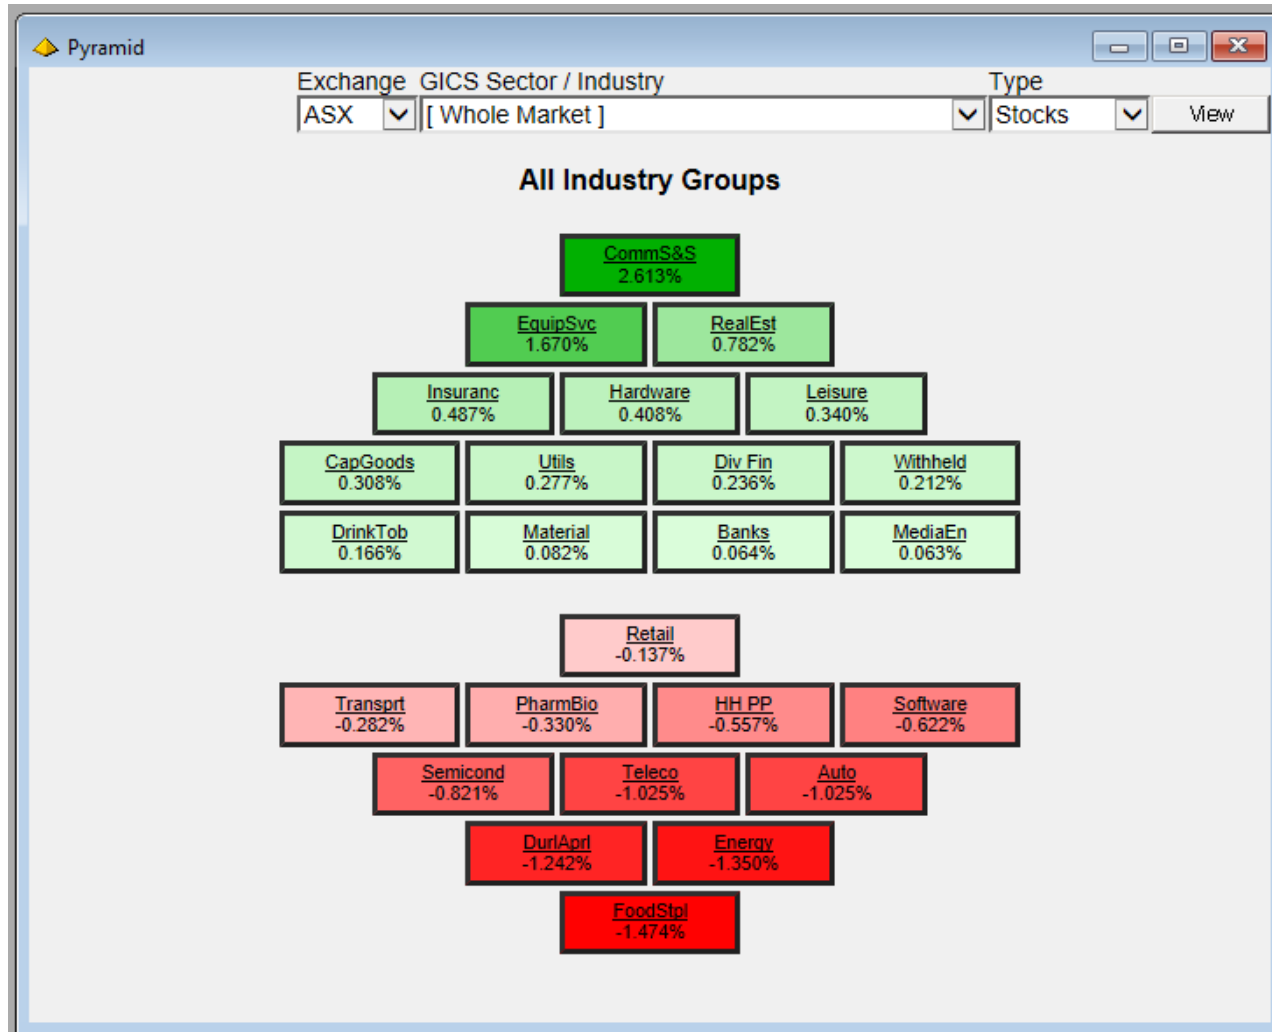 Pyramid
Exchange GICS Sector / Industry Type
ASX [ Whole Market ] Stocks View
All Industry Groups
CommS&S
2.613%
EquipSvc RealEst
1.670% 0.782%
Insuranc Hardware Leisure
0.487% 0.408% 0.340%
CapGoods Utils Div Fin Withheld
0.308% 0.277% 0.236% 0.212%
DrinkTob Material Banks MediaEn
0.166% 0.082% 0.064% 0.063%
Retail
-0.137%
Transprt PharmBio HH PP Software
-0.282% -0.330% -0.557% -0.622%
Semicond Teleco Auto
-0.821% -1.025% -1.025%
DurlAprl Energy
-1.242% -1.350%
FoodStpl
-1.474%